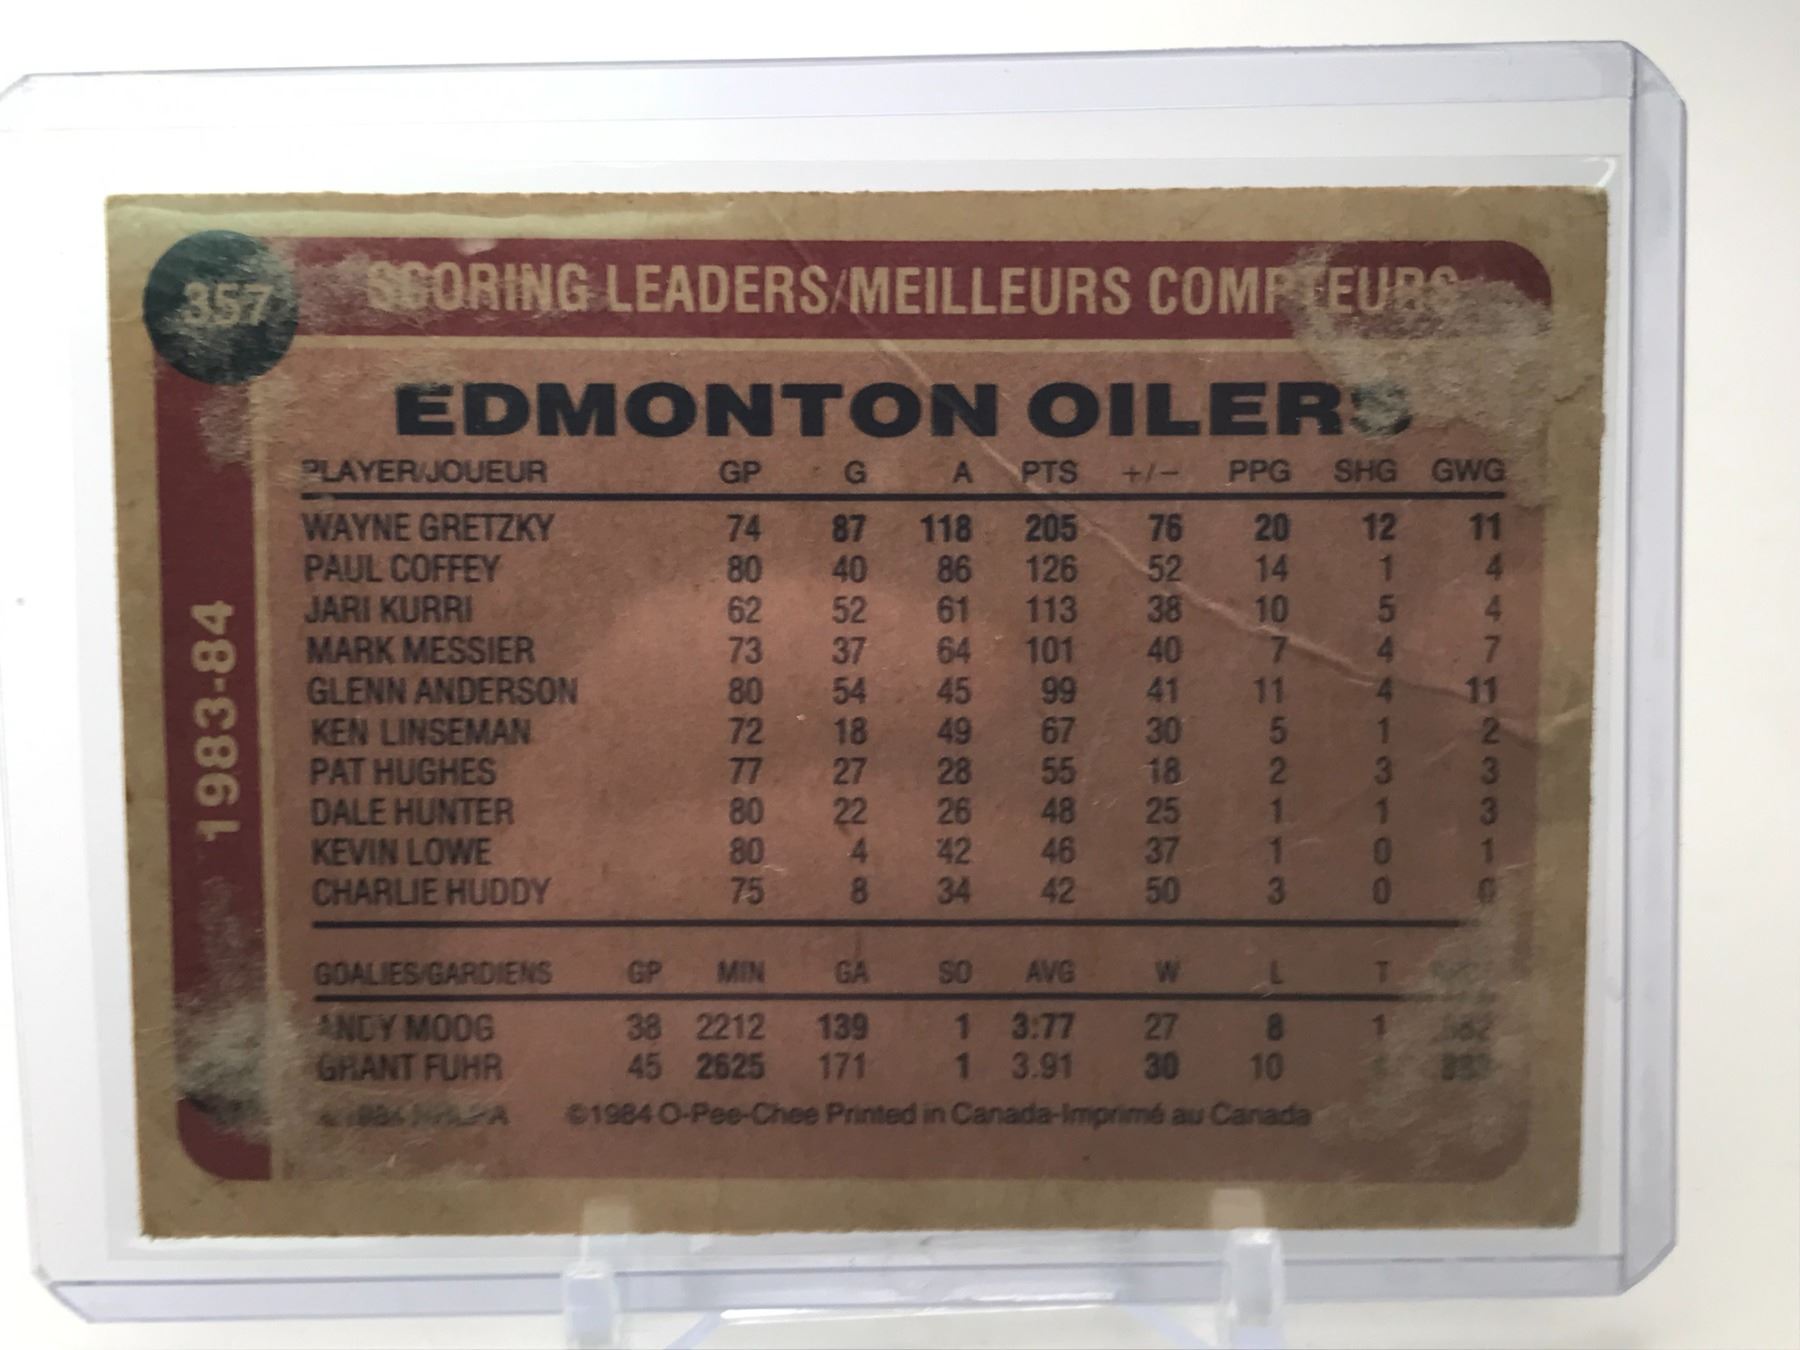 357
SCORING LEADERS/MEILLEURS COMPTEURS
1983-84
EDMONTON OILERS
PLAYER/JOUEUR GP G A PTS +/- PPG SHG GWG
WAYNE GRETZKY 74 87 118 205 76 20 12 11
PAUL COFFEY 80 40 86 126 52 14 1 4
JARI KURRI 62 52 61 113 38 10 5 4
MARK MESSIER 73 37 64 101 40 7 4 7
GLENN ANDERSON 80 54 45 99 41 11 4 11
KEN LINSEMAN 72 18 49 67 30 5 1 2
PAT HUGHES 77 27 28 55 18 2 3 3
DALE HUNTER 80 22 26 48 25 1 1 3
KEVIN LOWE 80 4 42 46 37 1 0 1
CHARLIE HUDDY 75 8 34 42 50 3 0 0
GOALIES/GARDIENS GP MIN GA SO AVG W L T
ANDY MOOG 38 2212 139 1 3:77 27 8 1
GRANT FUHR 45 2625 171 1 3.91 30 10
©1984 O-Pee-Chee Printed in Canada-Imprimé au Canada